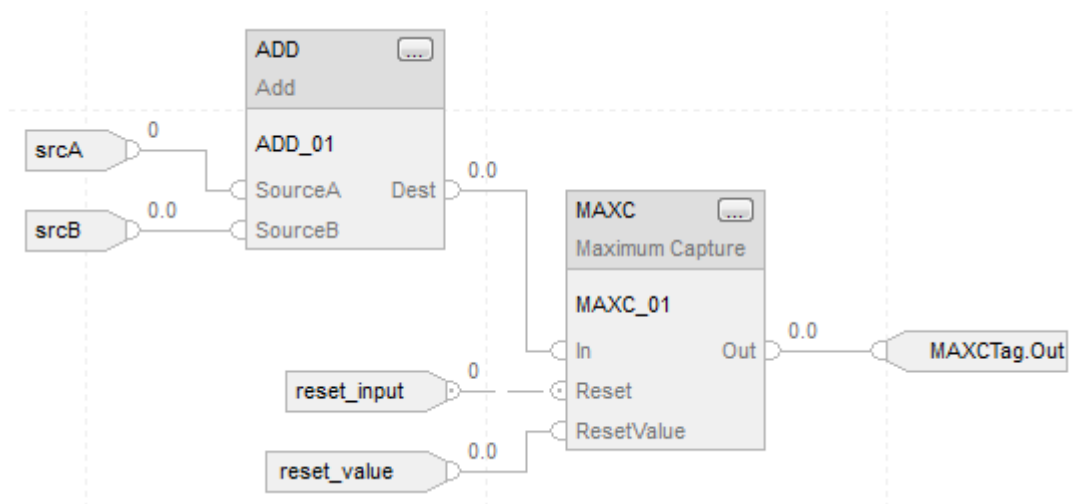 ADD ...
Add
0
srcA
ADD_01
SourceA Dest 0.0
0.0
srcB
SourceB
MAXC ...
Maximum Capture
MAXC_01
0.0
In Out
MAXCTag.Out
0
reset_input
Reset
ResetValue
0.0
reset_value